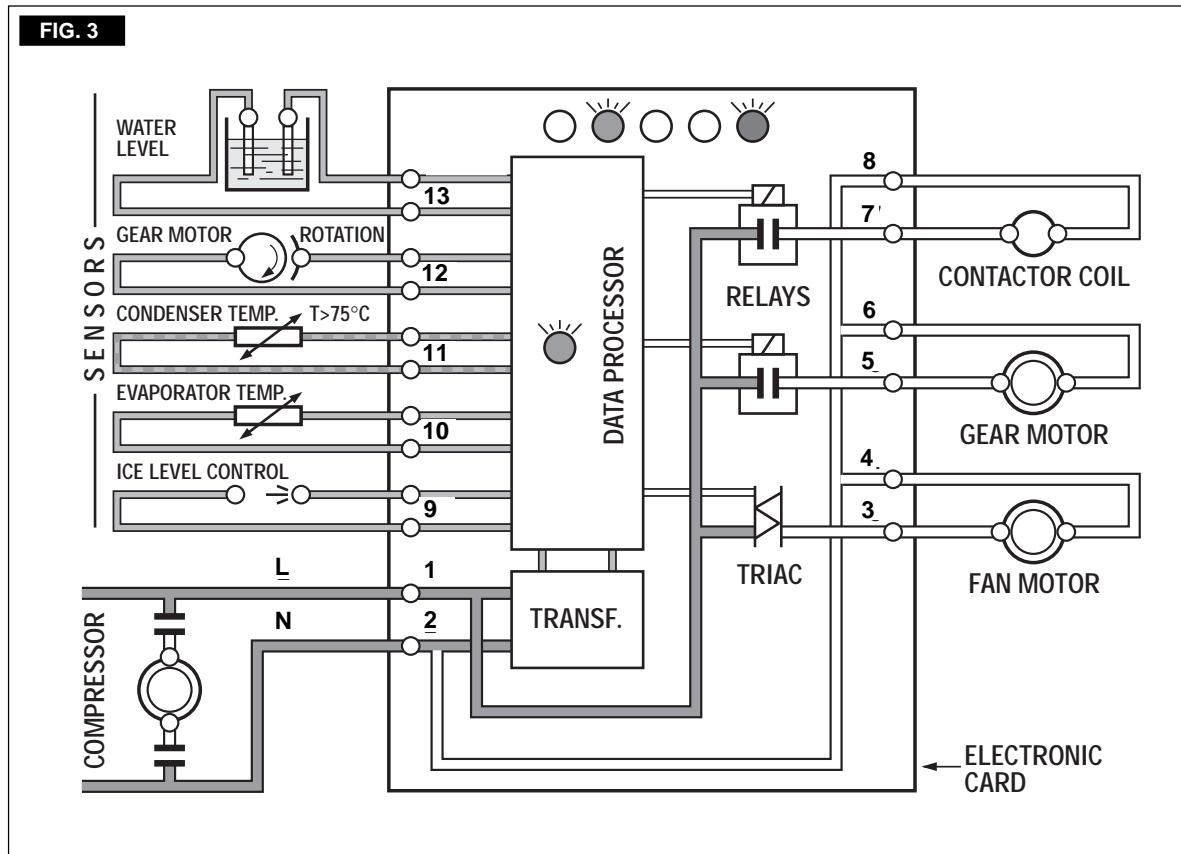 FIG. 3
WATER
LEVEL
13
GEAR MOTOR ROTATION
12
CONDENSER TEMP. T>75°C
11
EVAPORATOR TEMP.
10
ICE LEVEL CONTROL
9
SENSORS
L 1
N 2
COMPRESSOR
DATA PROCESSOR
TRANSF.
RELAYS
TRIAC
8
7
CONTACTOR COIL
6
5
GEAR MOTOR
4
3
FAN MOTOR
ELECTRONIC
CARD